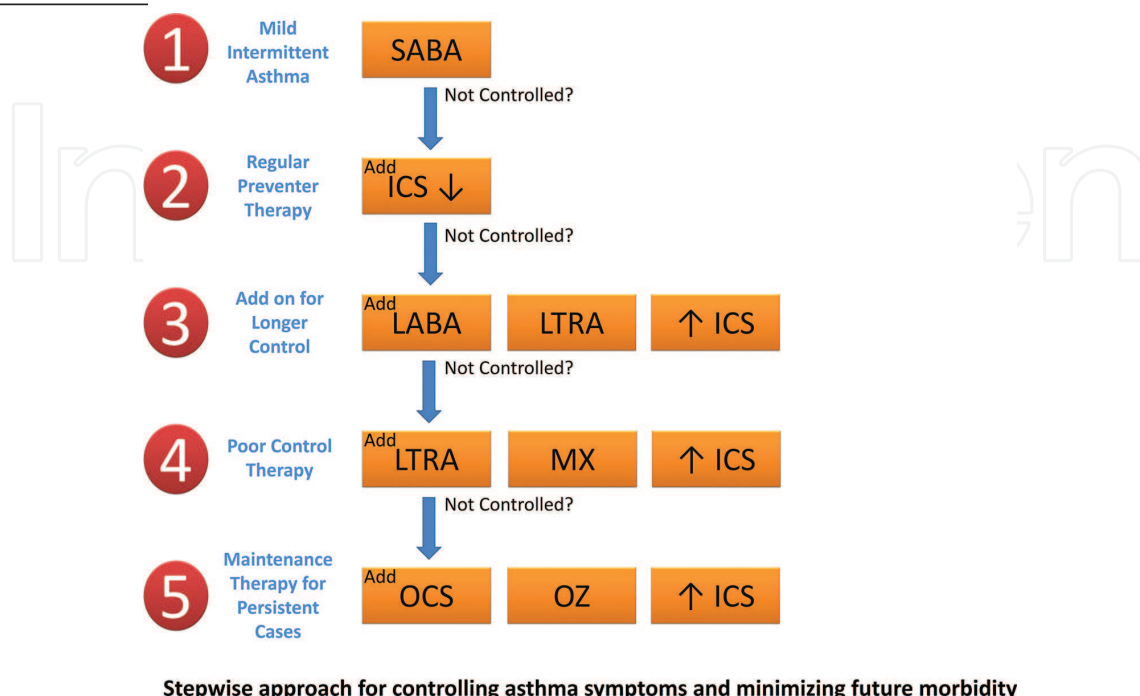 1
Mild
Intermittent
Asthma
SABA
Not Controlled?
2
Regular
Preventer
Therapy
Add
ICS ↓
Not Controlled?
3
Add on for
Longer
Control
Add
LABA
LTRA
↑ ICS
Not Controlled?
4
Poor Control
Therapy
Add
LTRA
MX
↑ ICS
Not Controlled?
5
Maintenance
Therapy for
Persistent
Cases
Add
OCS
OZ
↑ ICS
Stepwise approach for controlling asthma symptoms and minimizing future morbidity